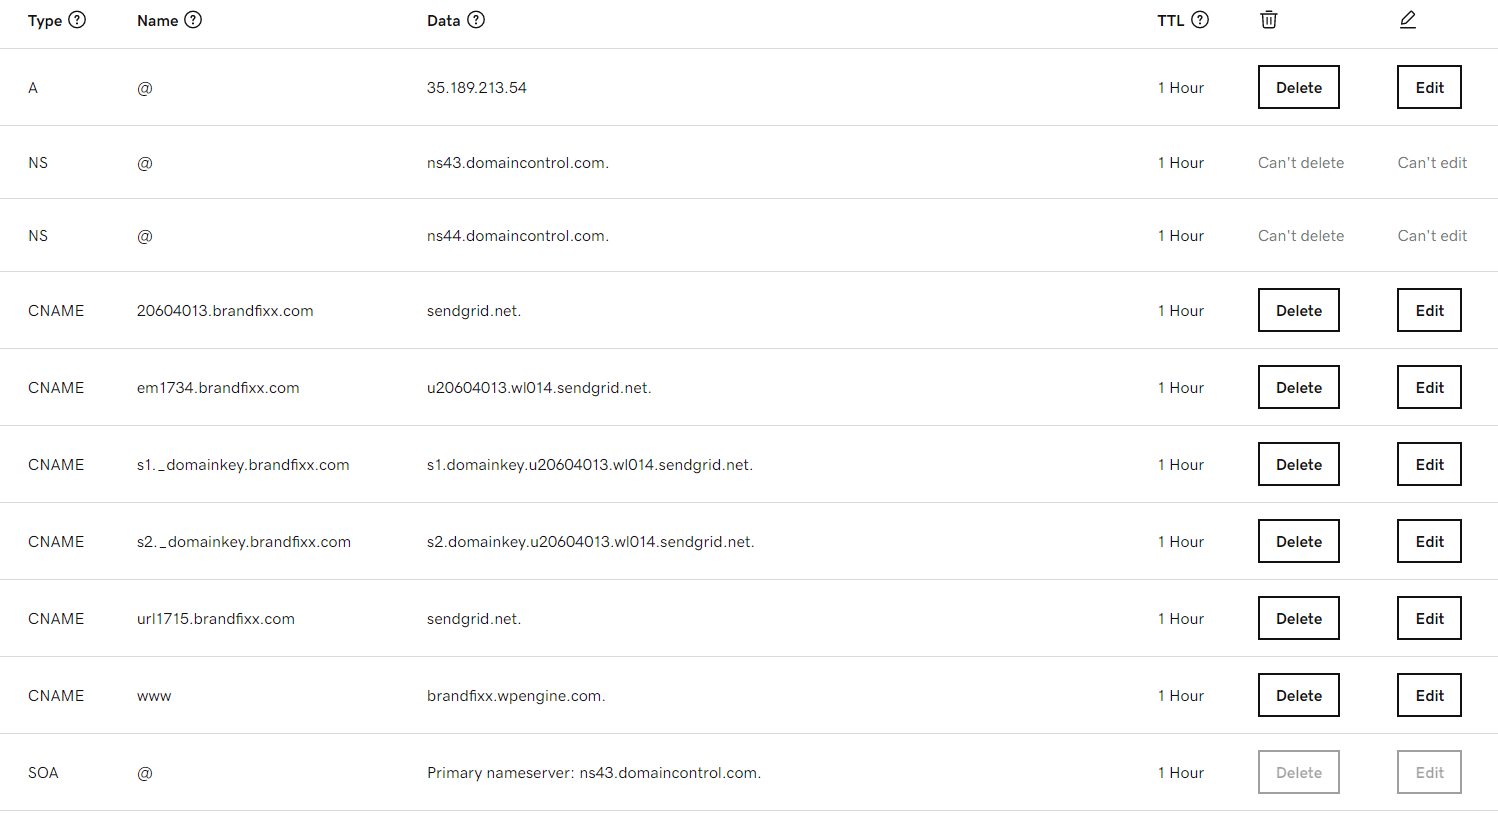 Type ? Name ? Data ? TTL ?
A @ 35.189.213.54 1 Hour Delete Edit
NS @ ns43.domaincontrol.com. 1 Hour Can't delete Can't edit
NS @ ns44.domaincontrol.com. 1 Hour Can't delete Can't edit
CNAME 20604013.brandfixx.com sendgrid.net. 1 Hour Delete Edit
CNAME em1734.brandfixx.com u20604013.wl014.sendgrid.net. 1 Hour Delete Edit
CNAME s1._domainkey.brandfixx.com s1.domainkey.u20604013.wl014.sendgrid.net. 1 Hour Delete Edit
CNAME s2._domainkey.brandfixx.com s2.domainkey.u20604013.wl014.sendgrid.net. 1 Hour Delete Edit
CNAME url1715.brandfixx.com sendgrid.net. 1 Hour Delete Edit
CNAME www brandfixx.wpengine.com. 1 Hour Delete Edit
SOA @ Primary nameserver: ns43.domaincontrol.com. 1 Hour Delete Edit